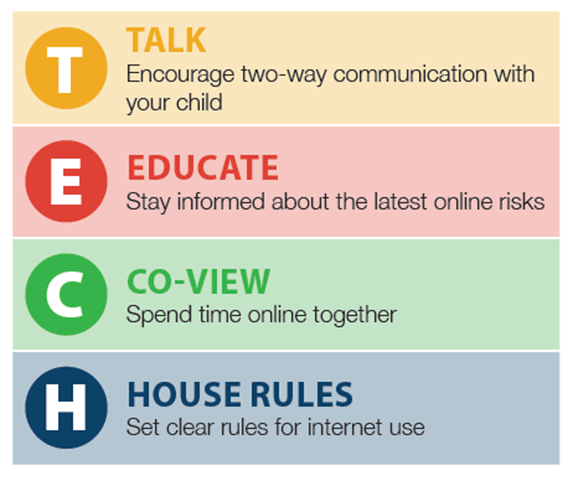 T
TALK
Encourage two-way communication with
your child
E
EDUCATE
Stay informed about the latest online risks
C
CO-VIEW
Spend time online together
H
HOUSE RULES
Set clear rules for internet use